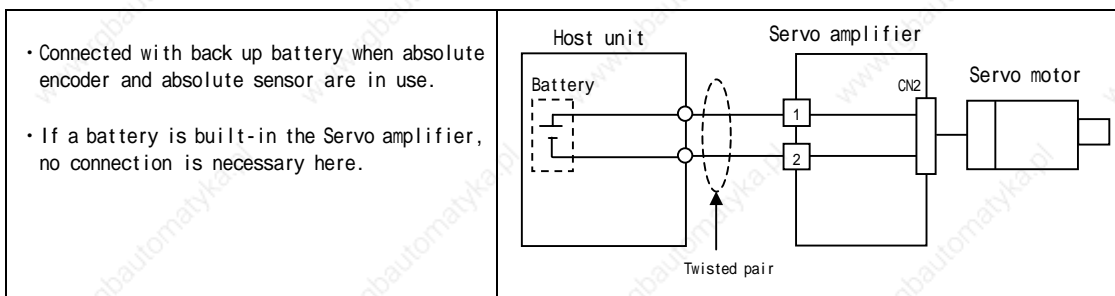 ・Connected with back up battery when absolute
encoder and absolute sensor are in use.
・If a battery is built-in the Servo amplifier,
no connection is necessary here.
Host unit
Servo amplifier
Servo motor
Battery
CN2
1
2
Twisted pair